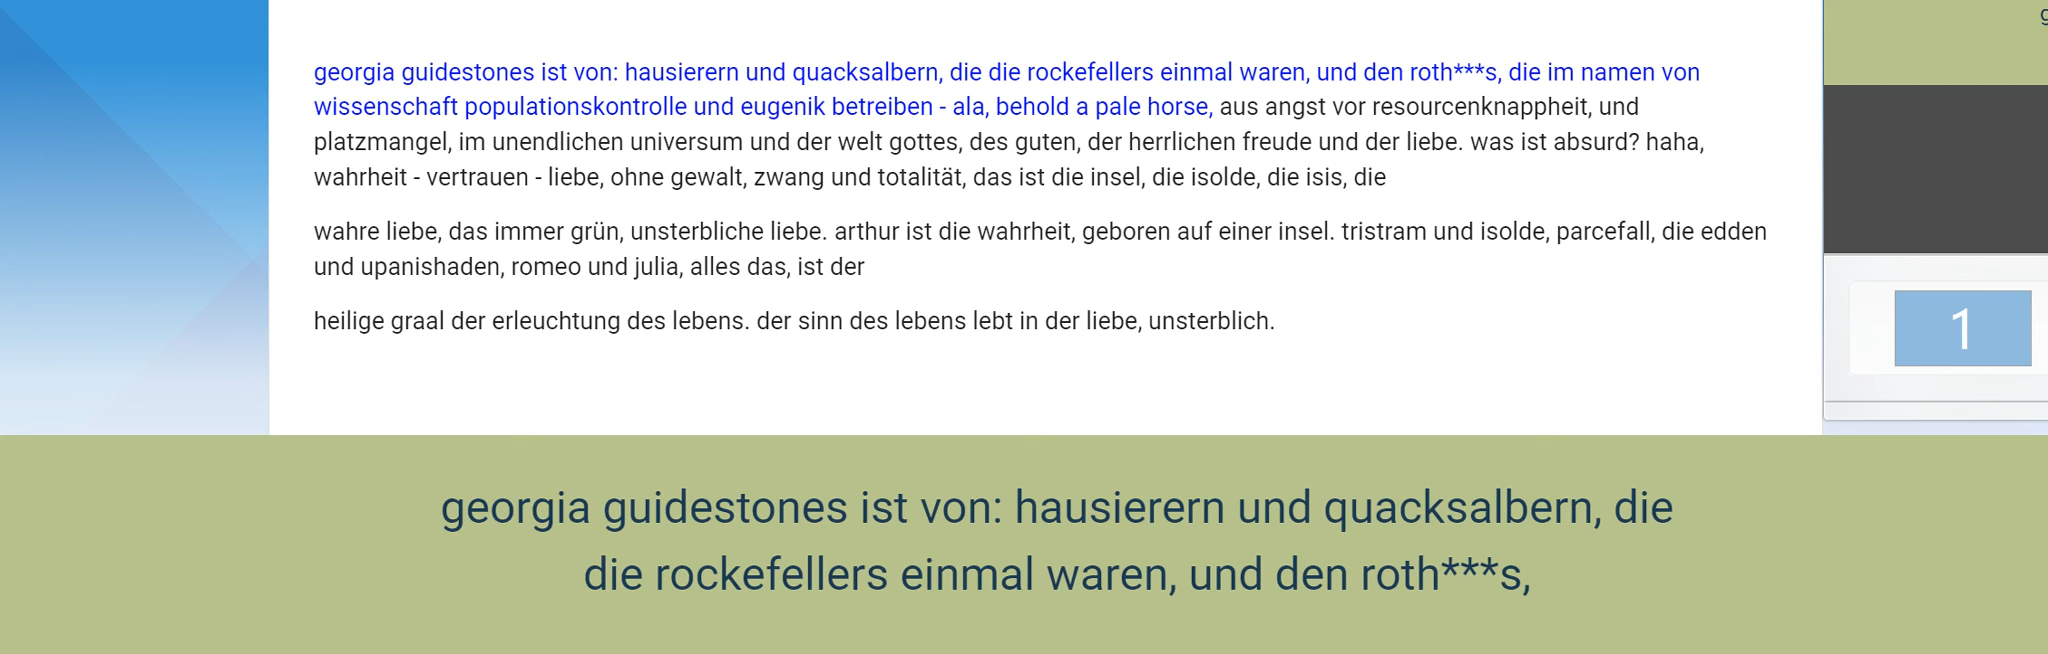 georgia guidestones ist von: hausierern und quacksalbern, die die rockefellers einmal waren, und den roth***s, die im namen von
wissenschaft populationskontrolle und eugenik betreiben - ala, behold a pale horse, aus angst vor resourcenknappheit, und
platzmangel, im unendlichen universum und der welt gottes, des guten, der herrlichen freude und der liebe. was ist absurd? haha,
wahrheit - vertrauen - liebe, ohne gewalt, zwang und totalität, das ist die insel, die isolde, die isis, die
wahre liebe, das immer grün, unsterbliche liebe. arthur ist die wahrheit, geboren auf einer insel. tristram und isolde, parcefall, die edden
und upanishaden, romeo und julia, alles das, ist der
heilige graal der erleuchtung des lebens. der sinn des lebens lebt in der liebe, unsterblich.
1
georgia guidestones ist von: hausierern und quacksalbern, die
die rockefellers einmal waren, und den roth***s,